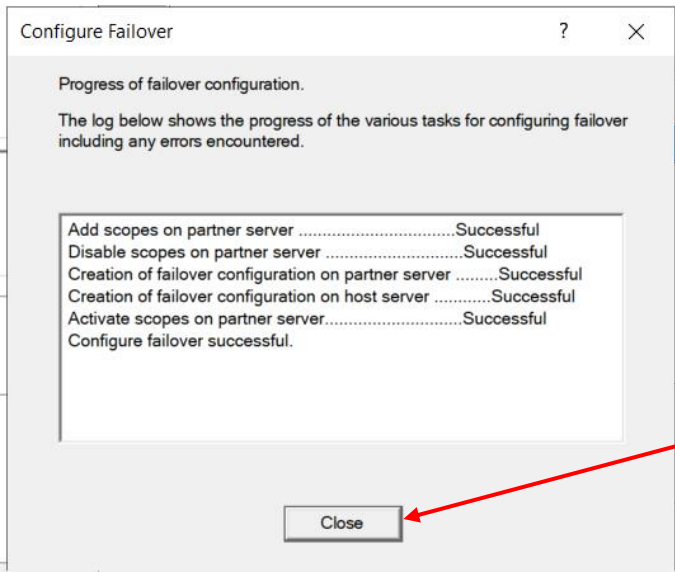 Configure Failover ?
Progress of failover configuration.
The log below shows the progress of the various tasks for configuring failover
including any errors encountered.
Add scopes on partner server .................................Successful
Disable scopes on partner server .............................Successful
Creation of failover configuration on partner server .........Successful
Creation of failover configuration on host server ............Successful
Activate scopes on partner server.............................Successful
Configure failover successful.
Close